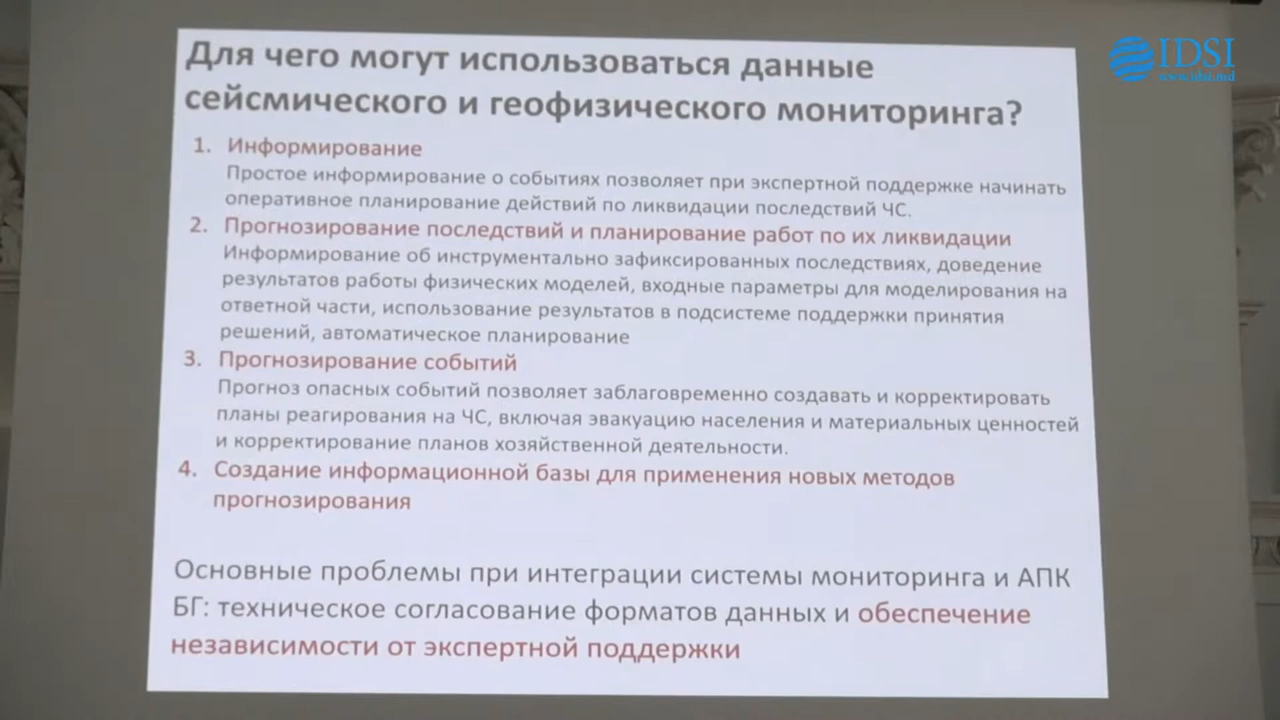 Для чего могут использоваться данные
сейсмического и геофизического мониторинга?
1. Информирование
Простое информирование о событиях позволяет при экспертной поддержке начинать
оперативное планирование действий по ликвидации последствий ЧС.
2. Прогнозирование последствий и планирование работ по их ликвидации
Информирование об инструментально зафиксированных последствиях, доведение
результатов работы физических моделей, входные параметры для моделирования на
ответной части, использование результатов в подсистеме поддержки принятия
решений, автоматическое планирование
3. Прогнозирование событий
Прогноз опасных событий позволяет заблаговременно создавать и корректировать
планы реагирования на ЧС, включая эвакуацию населения и материальных ценностей
и корректирование планов хозяйственной деятельности.
4. Создание информационной базы для применения новых методов
прогнозирования
Основные проблемы при интеграции системы мониторинга и АПК
БГ: техническое согласование форматов данных и обеспечение
независимости от экспертной поддержки
IDSI
www.idsi.md